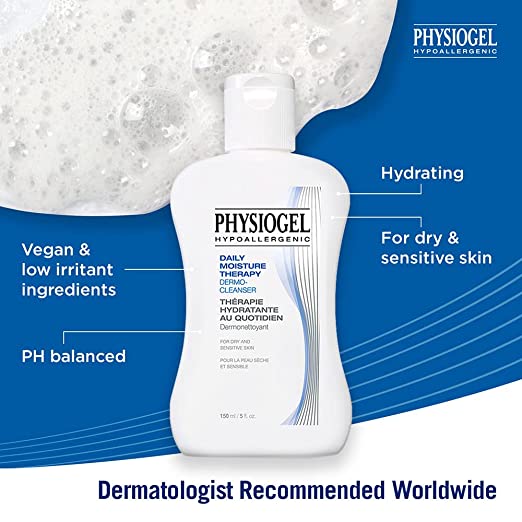 PHYSIOGEL
HYPOALLERGENIC
Hydrating
For dry &
sensitive skin
Vegan &
low irritant
ingredients
PH balanced
PHYSIOGEL
HYPOALLERGENIC
DAILY
MOISTURE
THERAPY
DERMO-
CLEANSER
THÉRAPIE
HYDRATANTE
AU QUOTIDIEN
Dermonettoyant
FOR DRY AND
SENSITIVE SKIN
POUR LA PEAU SÈCHE
ET SENSIBLE
150 ml / 5 fl. oz.
Dermatologist Recommended Worldwide